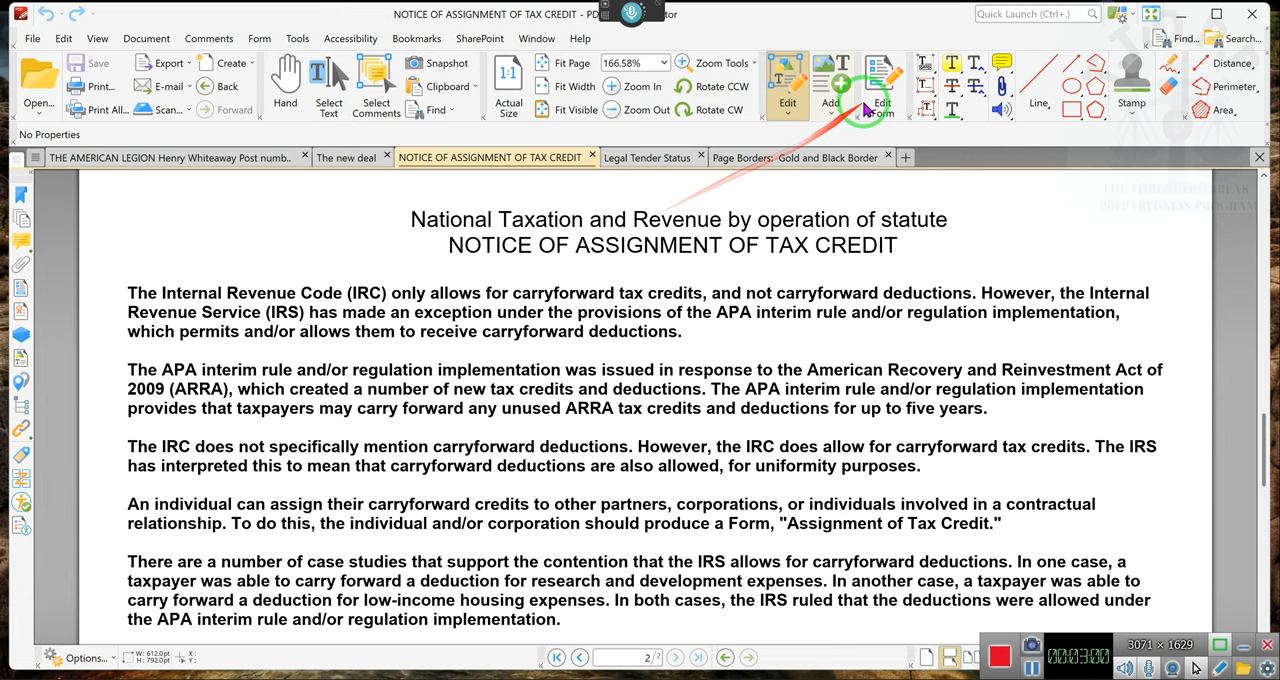 NOTICE OF ASSIGNMENT OF TAX CREDIT - PD
tor
Quick Launch (Ctrl+.)
File Edit View Document Comments Form Tools Accessibility Bookmarks SharePoint Window Help
Find... Search...
Open...
Save Export Create
Print... E-mail Back
Print All... Scan... Forward
Hand
Select Text
Select Comments
Snapshot
Clipboard
Find
Actual Size
Fit Page 166.58% Zoom Tools
Fit Width Zoom In Rotate CCW
Fit Visible Zoom Out Rotate CW
Edit
Add
Edit Form
Line,
Stamp
Distance,
Perimeter,
Area,
No Properties
THE AMERICAN LEGION Henry Whiteaway Post numb..
The new deal
NOTICE OF ASSIGNMENT OF TAX CREDIT
Legal Tender Status
Page Borders: Gold and Black Border
PREPAREDNESS PROGRAM
National Taxation and Revenue by operation of statute
NOTICE OF ASSIGNMENT OF TAX CREDIT
The Internal Revenue Code (IRC) only allows for carryforward tax credits, and not carryforward deductions. However, the Internal
Revenue Service (IRS) has made an exception under the provisions of the APA interim rule and/or regulation implementation,
which permits and/or allows them to receive carryforward deductions.
The APA interim rule and/or regulation implementation was issued in response to the American Recovery and Reinvestment Act of
2009 (ARRA), which created a number of new tax credits and deductions. The APA interim rule and/or regulation implementation
provides that taxpayers may carry forward any unused ARRA tax credits and deductions for up to five years.
The IRC does not specifically mention carryforward deductions. However, the IRC does allow for carryforward tax credits. The IRS
has interpreted this to mean that carryforward deductions are also allowed, for uniformity purposes.
An individual can assign their carryforward credits to other partners, corporations, or individuals involved in a contractual
relationship. To do this, the individual and/or corporation should produce a Form, "Assignment of Tax Credit."
There are a number of case studies that support the contention that the IRS allows for carryforward deductions. In one case, a
taxpayer was able to carry forward a deduction for research and development expenses. In another case, a taxpayer was able to
carry forward a deduction for low-income housing expenses. In both cases, the IRS ruled that the deductions were allowed under
the APA interim rule and/or regulation implementation.
Options...
W: 612.0pt
H: 792.0pt
X:
Y:
2/2
3071 × 1629
00:03:00